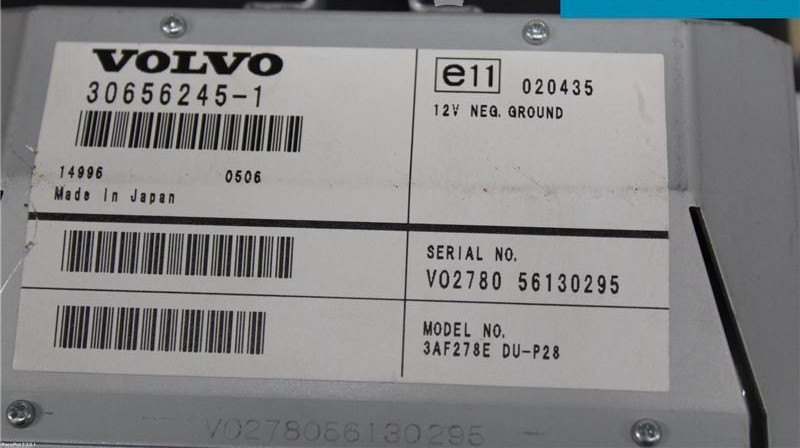 VOLVO
30656245-1
14996 0506
Made In Japan
e11 020435
12V NEG. GROUND
SERIAL NO.
VO2780 56130295
MODEL NO.
3AF278E DU-P28
VO278056130295